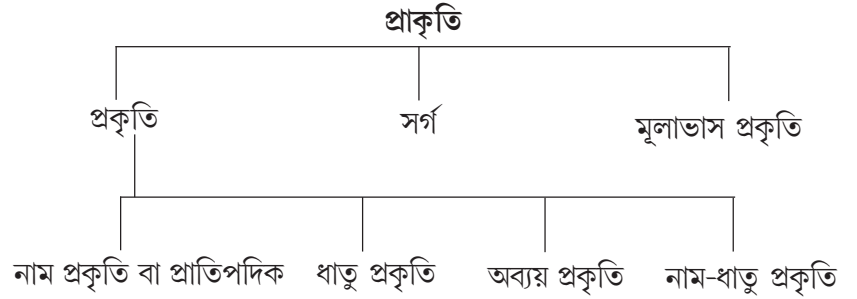 প্রাকৃতি
প্রকৃতি সর্গ মূলাভাস প্রকৃতি
নাম প্রকৃতি বা প্রাতিপদিক ধাতু প্রকৃতি অব্যয় প্রকৃতি নাম-ধাতু প্রকৃতি